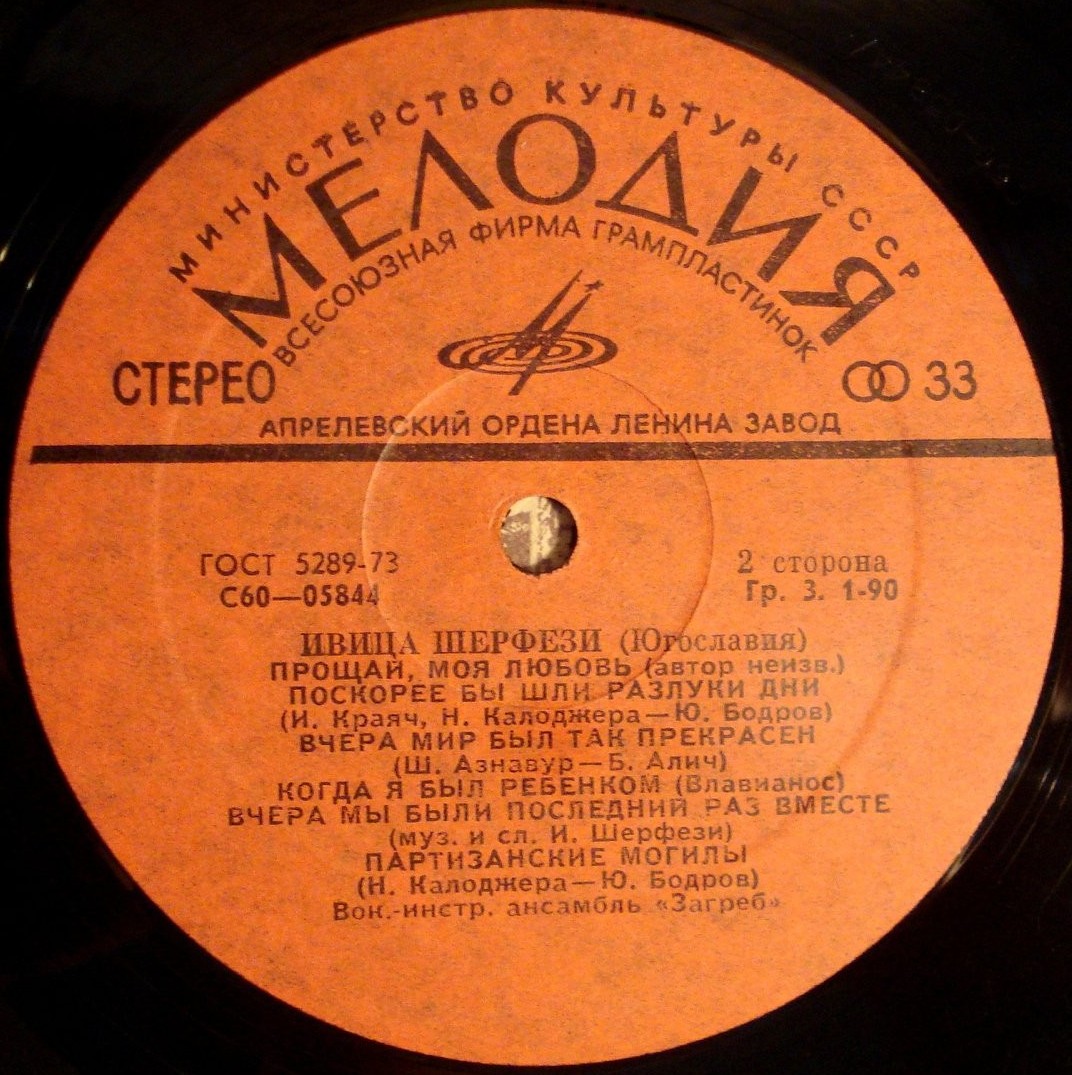 МИНИСТЕРСТВО КУЛЬТУРЫ СССР
МЕЛОДИЯ
ВСЕСОЮЗНАЯ ФИРМА ГРАМПЛАСТИНОК
СТЕРЕО
33
АПРЕЛЕВСКИЙ ОРДЕНА ЛЕНИНА ЗАВОД
ГОСТ 5289-73
2 сторона
С60—05844
Гр. 3. 1-90
ИВИЦА ШЕРФЕЗИ (Югославия)
ПРОЩАЙ, МОЯ ЛЮБОВЬ (автор неизв.)
ПОСКОРЕЕ БЫ ШЛИ РАЗЛУКИ ДНИ
(И. Краяч, Н. Калоджера—Ю. Бодров)
ВЧЕРА МИР БЫЛ ТАК ПРЕКРАСЕН
(Ш. Азнавур—Б. Алич)
КОГДА Я БЫЛ РЕБЕНКОМ (Влавианос)
ВЧЕРА МЫ БЫЛИ ПОСЛЕДНИЙ РАЗ ВМЕСТЕ
(муз. и сл. И. Шерфези)
ПАРТИЗАНСКИЕ МОГИЛЫ
(Н. Калоджера—Ю. Бодров)
Вок.-инстр. ансамбль «Загреб»